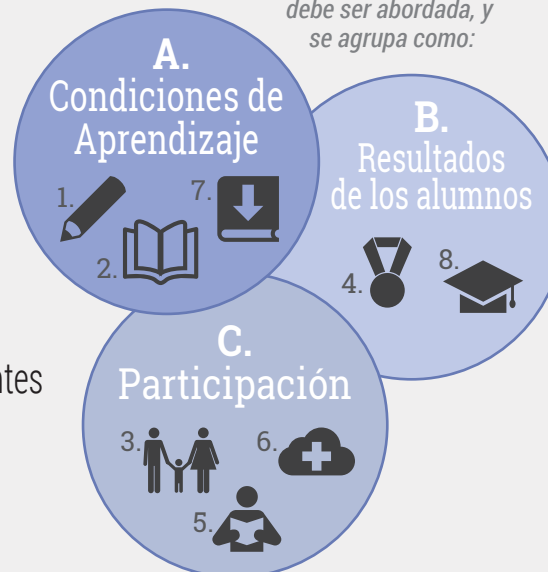 debe ser abordada, y
se agrupa como:
A.
Condiciones de
Aprendizaje
1.
7.
2.
B.
Resultados
de los alumnos
4.
8.
C.
Participación
3.
6.
5.